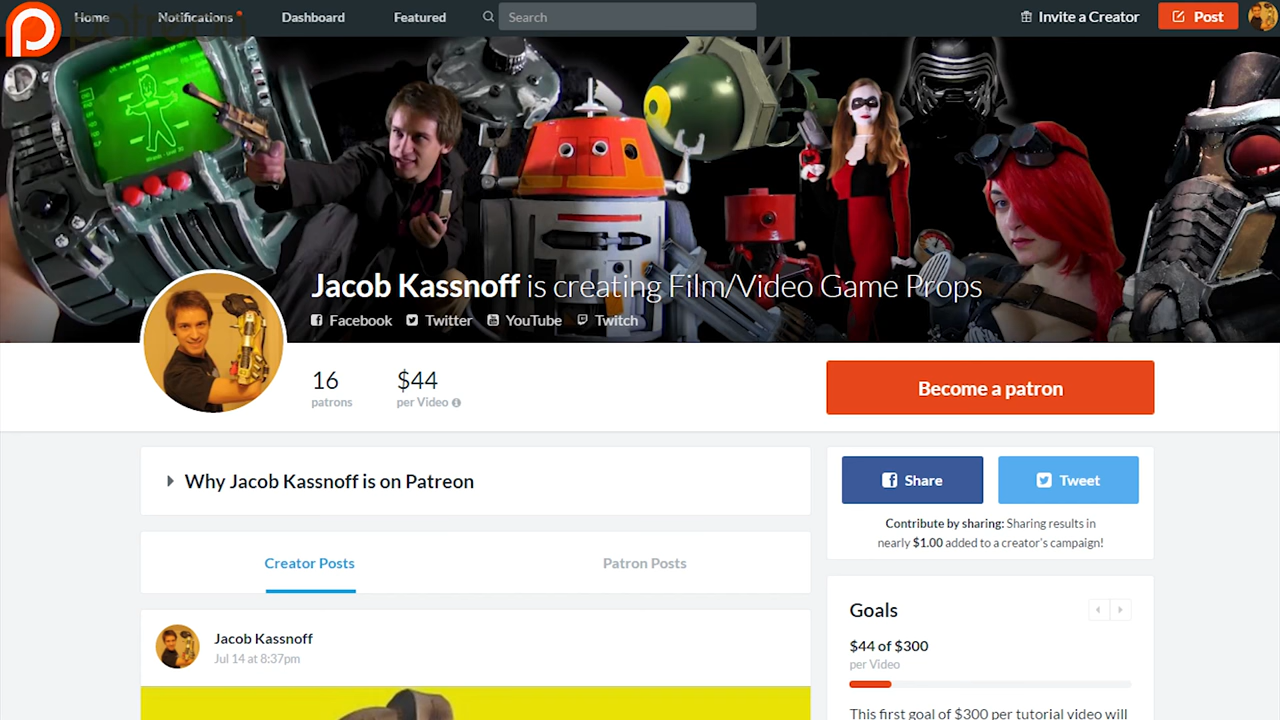 Home Notifications Dashboard Featured Search Invite a Creator Post
patreon
Jacob Kassnoff is creating Film/Video Game Props
Facebook Twitter YouTube Twitch
16 $44
patrons per Video
Become a patron
Why Jacob Kassnoff is on Patreon
Share Tweet
Contribute by sharing: Sharing results in
nearly $1.00 added to a creator's campaign!
Creator Posts Patron Posts
Jacob Kassnoff
Jul 14 at 8:37pm
Goals
$44 of $300
per Video
This first goal of $300 per tutorial video will